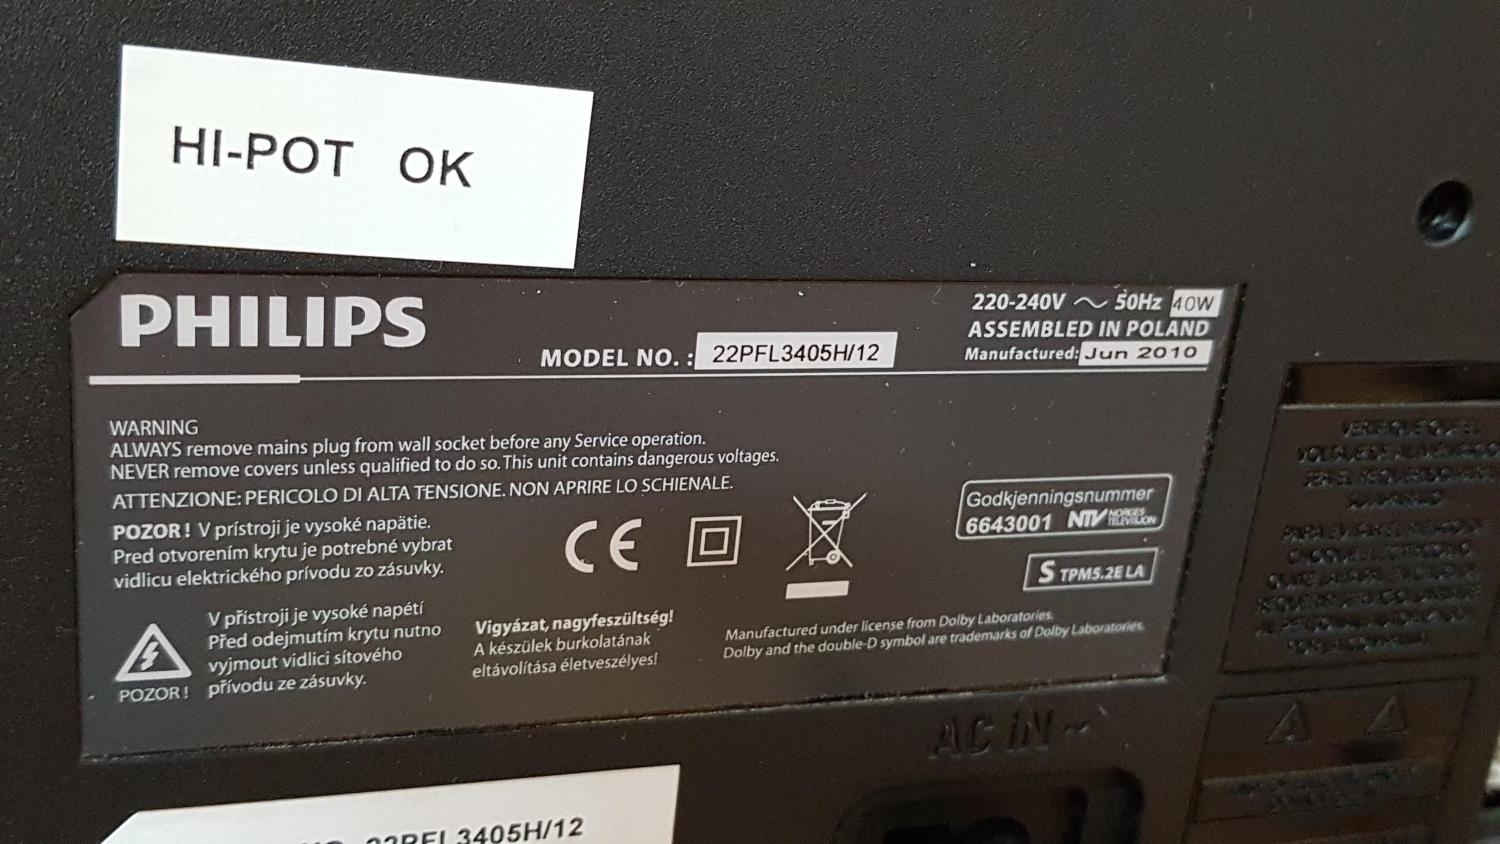 HI-POT OK
PHILIPS
MODEL NO. : 22PFL3405H/12
220-240V ~ 50Hz 40W
ASSEMBLED IN POLAND
Manufactured: Jun 2010
WARNING
ALWAYS remove mains plug from wall socket before any Service operation.
NEVER remove covers unless qualified to do so. This unit contains dangerous voltages.
ATTENZIONE: PERICOLO DI ALTA TENSIONE. NON APRIRE LO SCHIENALE.
POZOR! V prístroji je vysoké napätie.
Pred otvorením krytu je potrebné vybrat
vidlicu elektrického prívodu zo zásuvky.
CE
Godkjenningsnummer
6643001 NTV NORGES TELEVISJON
S TPM5.2E LA
V přístroji je vysoké napétí
Před odejmutím krytu nutno
vyjmout vidlici sítového
přívodu ze zásuvky.
POZOR!
Vigyázat, nagyfeszültség!
A készülek burkolatának
eltávolítása életveszélyes!
Manufactured under license from Dolby Laboratories.
Dolby and the double-D symbol are trademarks of Dolby Laboratories.
AC iN ~
22PFL3405H/12